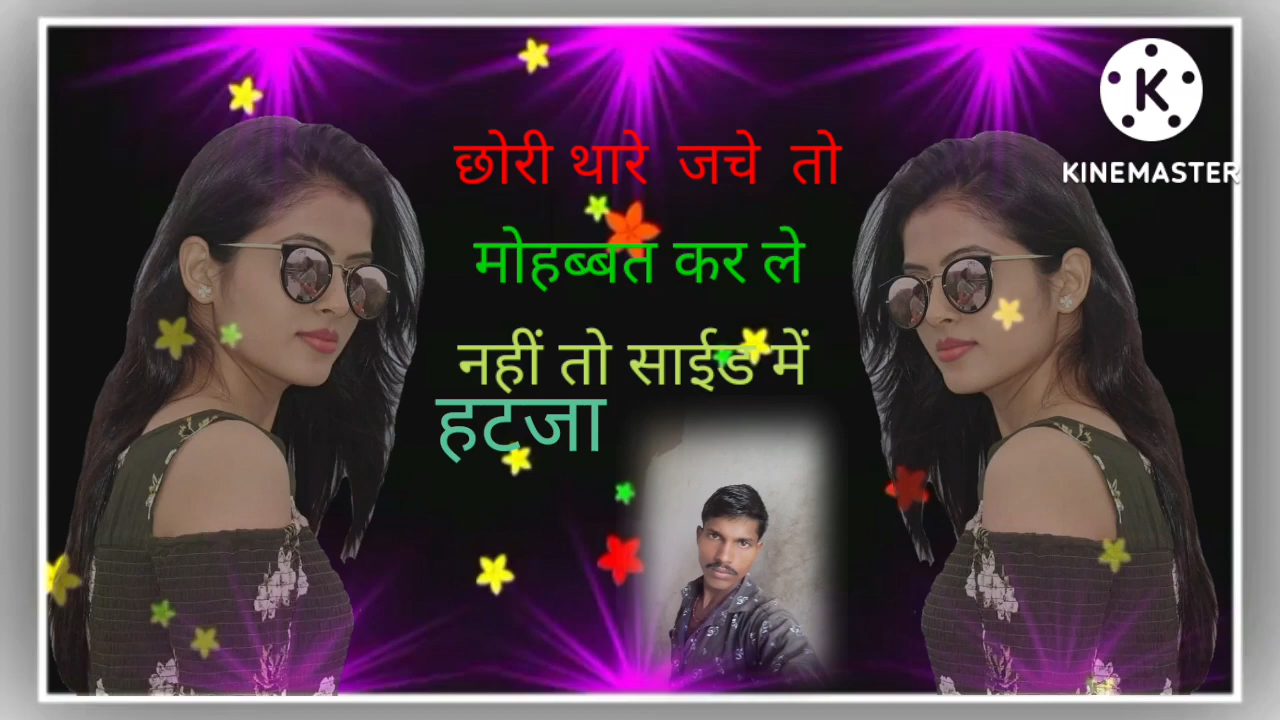 छोरी थारे जचे तो
मोहब्बत कर ले
नहीं तो साईड में
हटजा
K
KINEMASTER